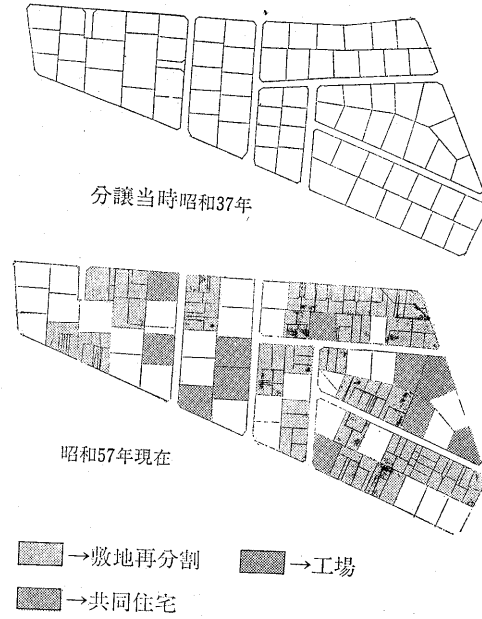 分譲当時昭和37年
昭和57年現在
→敷地再分割
→工場
→共同住宅